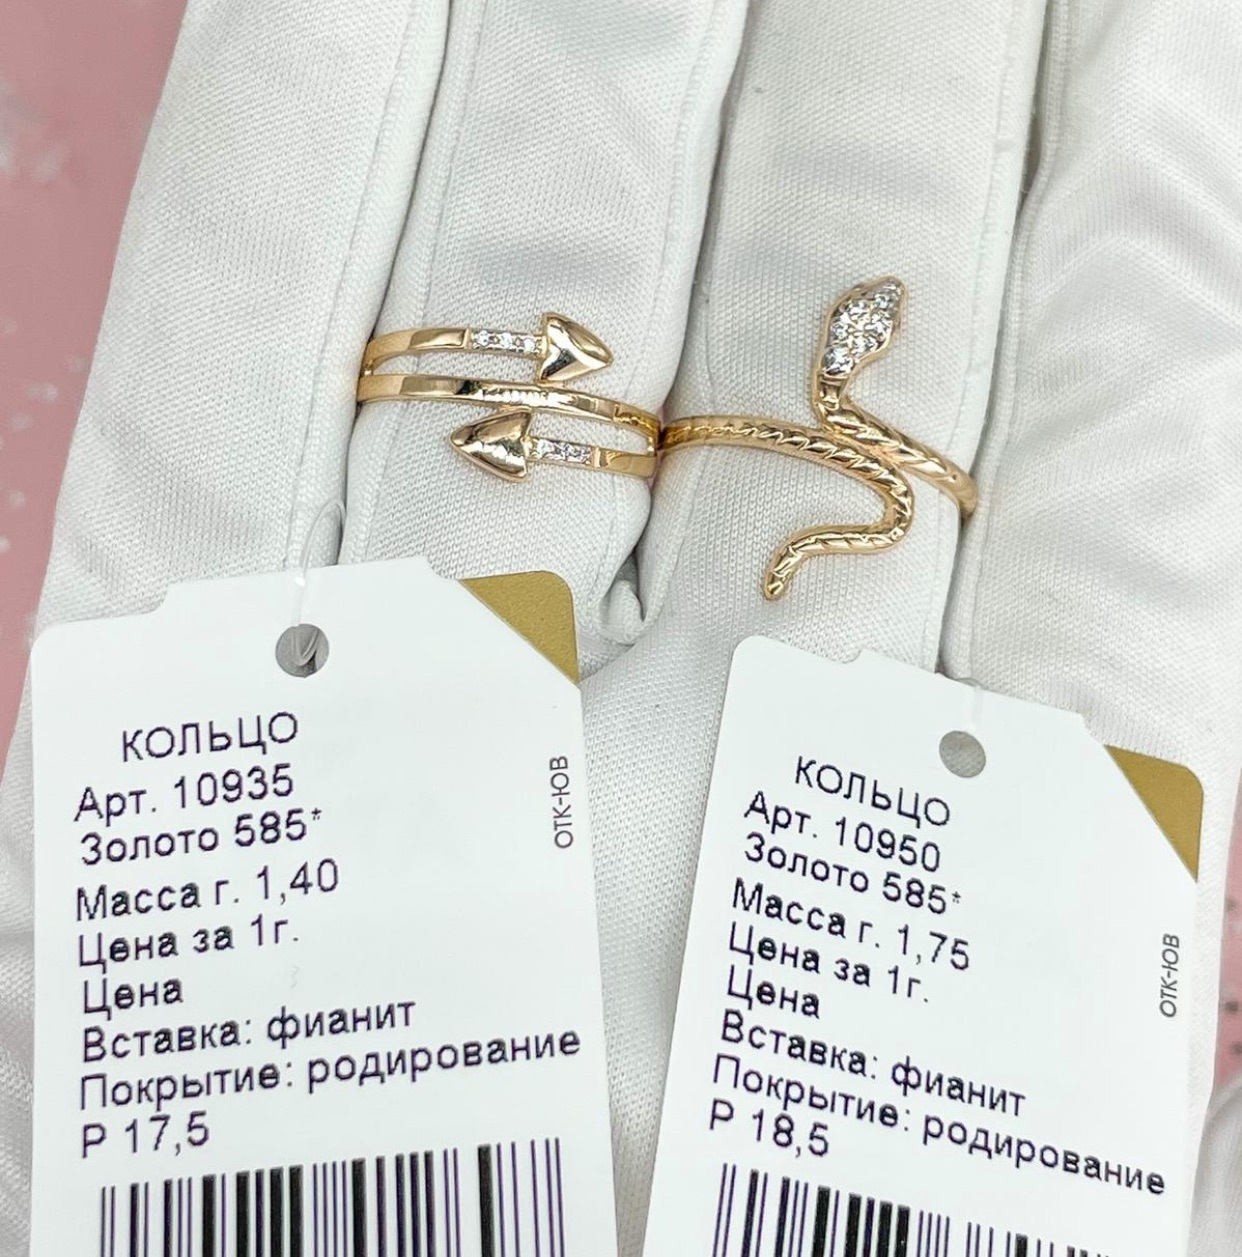 КОЛЬЦО
Арт. 10935
Золото 585*
Масса г. 1,40
Цена за 1г.
Цена
Вставка: фианит
Покрытие: родирование
Р 17,5
ОТК-ЮВ
КОЛЬЦО
Арт. 10950
Золото 585*
Масса г. 1,75
Цена за 1г.
Цена
Вставка: фианит
Покрытие: родирование
Р 18,5
ОТК-ЮВ